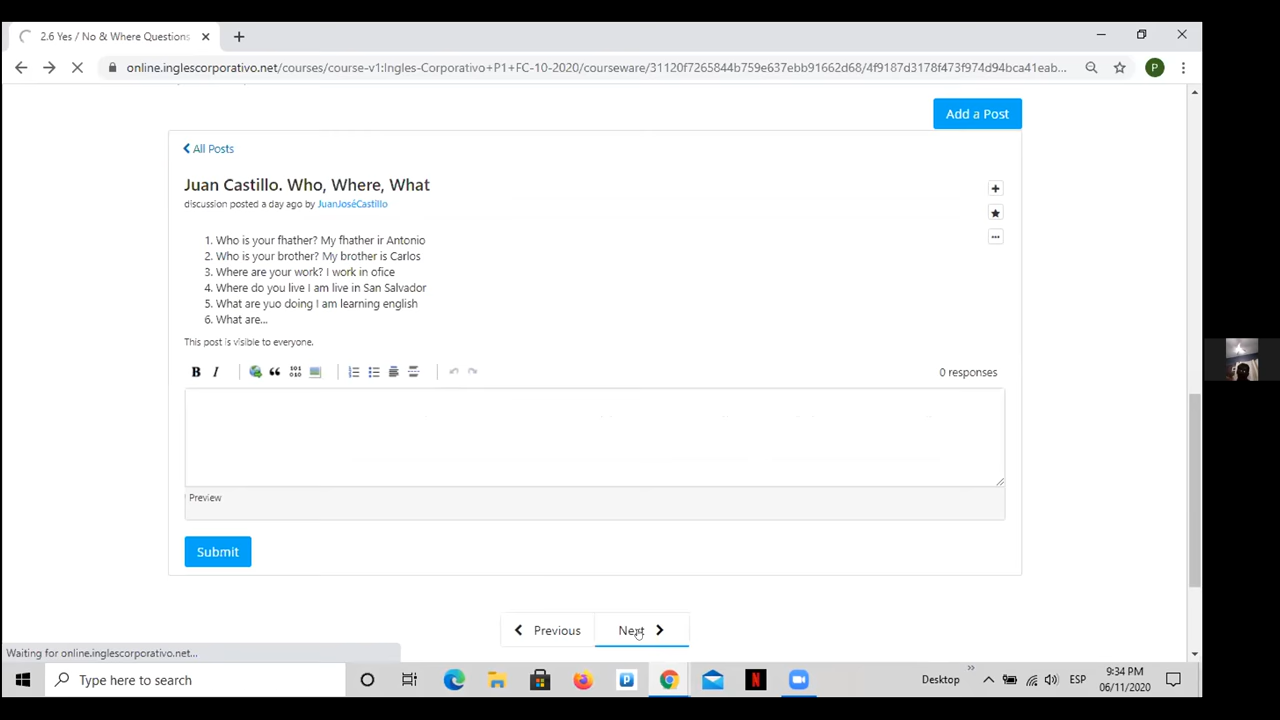 2.6 Yes / No & Where Questions
online.inglescorporativo.net/courses/course-v1:Ingles-Corporativo+P1+FC-10-2020/courseware/31120f7265844b759e637ebb91662d68/4f9187d3178f473f974d94bca41eab...
P
Add a Post
All Posts
Juan Castillo. Who, Where, What
discussion posted a day ago by JuanJoséCastillo
1. Who is your fhather? My fhather ir Antonio
2. Who is your brother? My brother is Carlos
3. Where are your work? I work in ofice
4. Where do you live I am live in San Salvador
5. What are yuo doing I am learning english
6. What are...
This post is visible to everyone.
B I 101 010
0 responses
Preview
Submit
Previous Next
Waiting for online.inglescorporativo.net...
Type here to search
Desktop
ESP
9:34 PM
06/11/2020